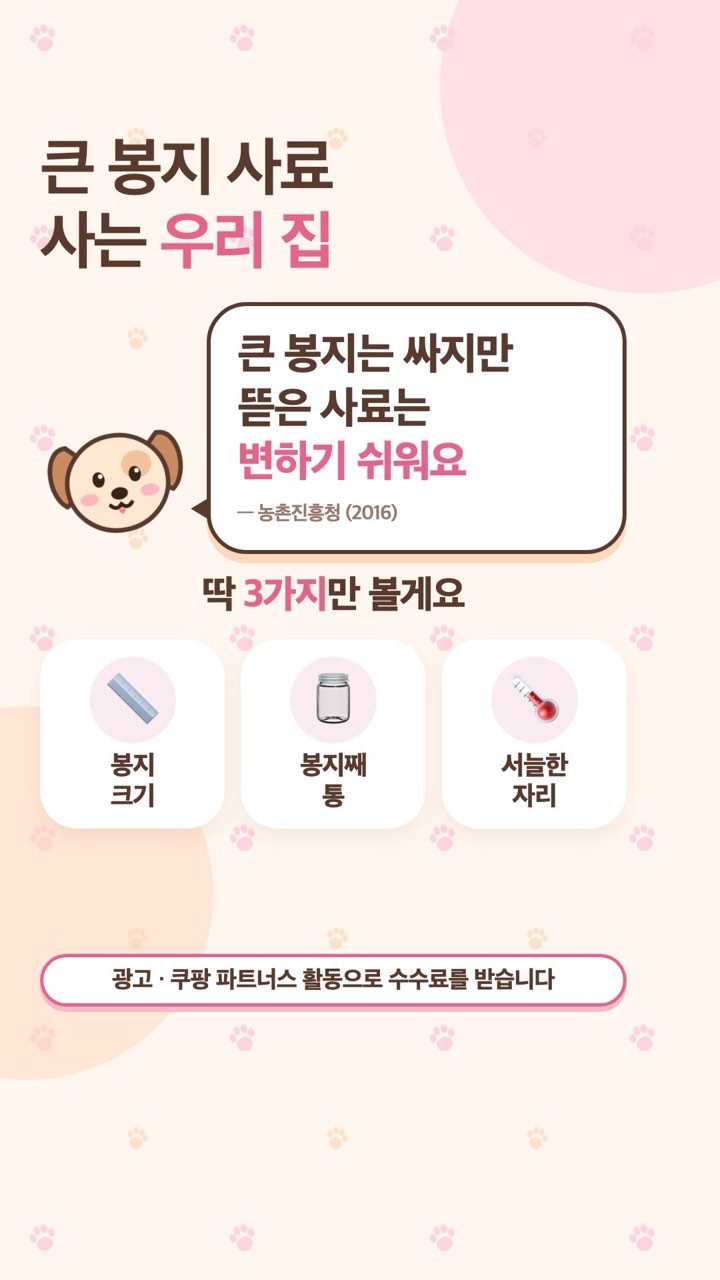 큰 봉지 사료
사는 우리 집
큰 봉지는 싸지만
뜯은 사료는
변하기 쉬워요
— 농촌진흥청 (2016)
딱 3가지만 볼게요
봉지
크기
봉지째
통
서늘한
자리
광고 · 쿠팡 파트너스 활동으로 수수료를 받습니다